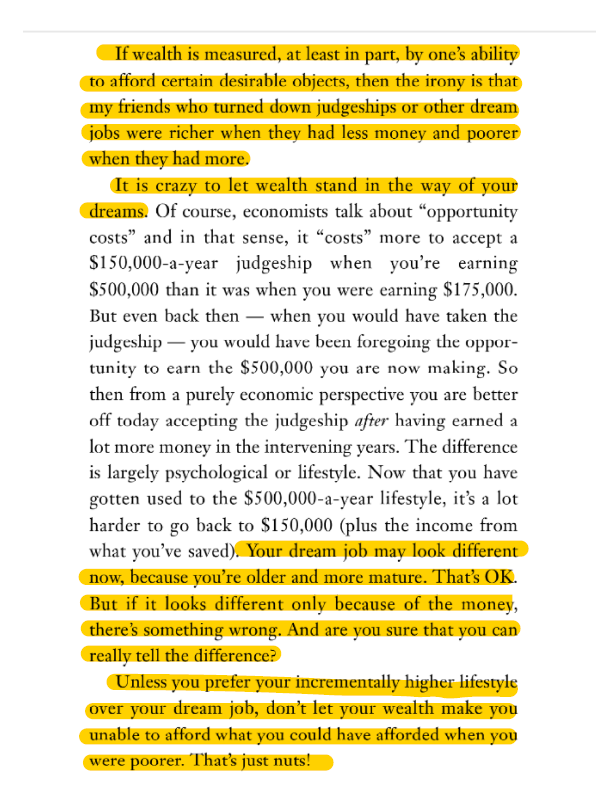 If wealth is measured, at least in part, by one's ability
to afford certain desirable objects, then the irony is that
my friends who turned down judgeships or other dream
jobs were richer when they had less money and poorer
when they had more.
It is crazy to let wealth stand in the way of your
dreams. Of course, economists talk about “opportunity
costs” and in that sense, it “costs” more to accept a
$150,000-a-year judgeship when you're earning
$500,000 than it was when you were earning $175,000.
But even back then — when you would have taken the
judgeship — you would have been foregoing the oppor-
tunity to earn the $500,000 you are now making. So
then from a purely economic perspective you are better
off today accepting the judgeship after having earned a
lot more money in the intervening years. The difference
is largely psychological or lifestyle. Now that you have
gotten used to the $500,000-a-year lifestyle, it's a lot
harder to go back to $150,000 (plus the income from
what you've saved). Your dream job may look different
now, because you're older and more mature. That's OK.
But if it looks different only because of the money,
there's something wrong. And are you sure that you can
really tell the difference?
Unless you prefer your incrementally higher lifestyle
over your dream job, don't let your wealth make you
unable to afford what you could have afforded when you
were poorer. That's just nuts!